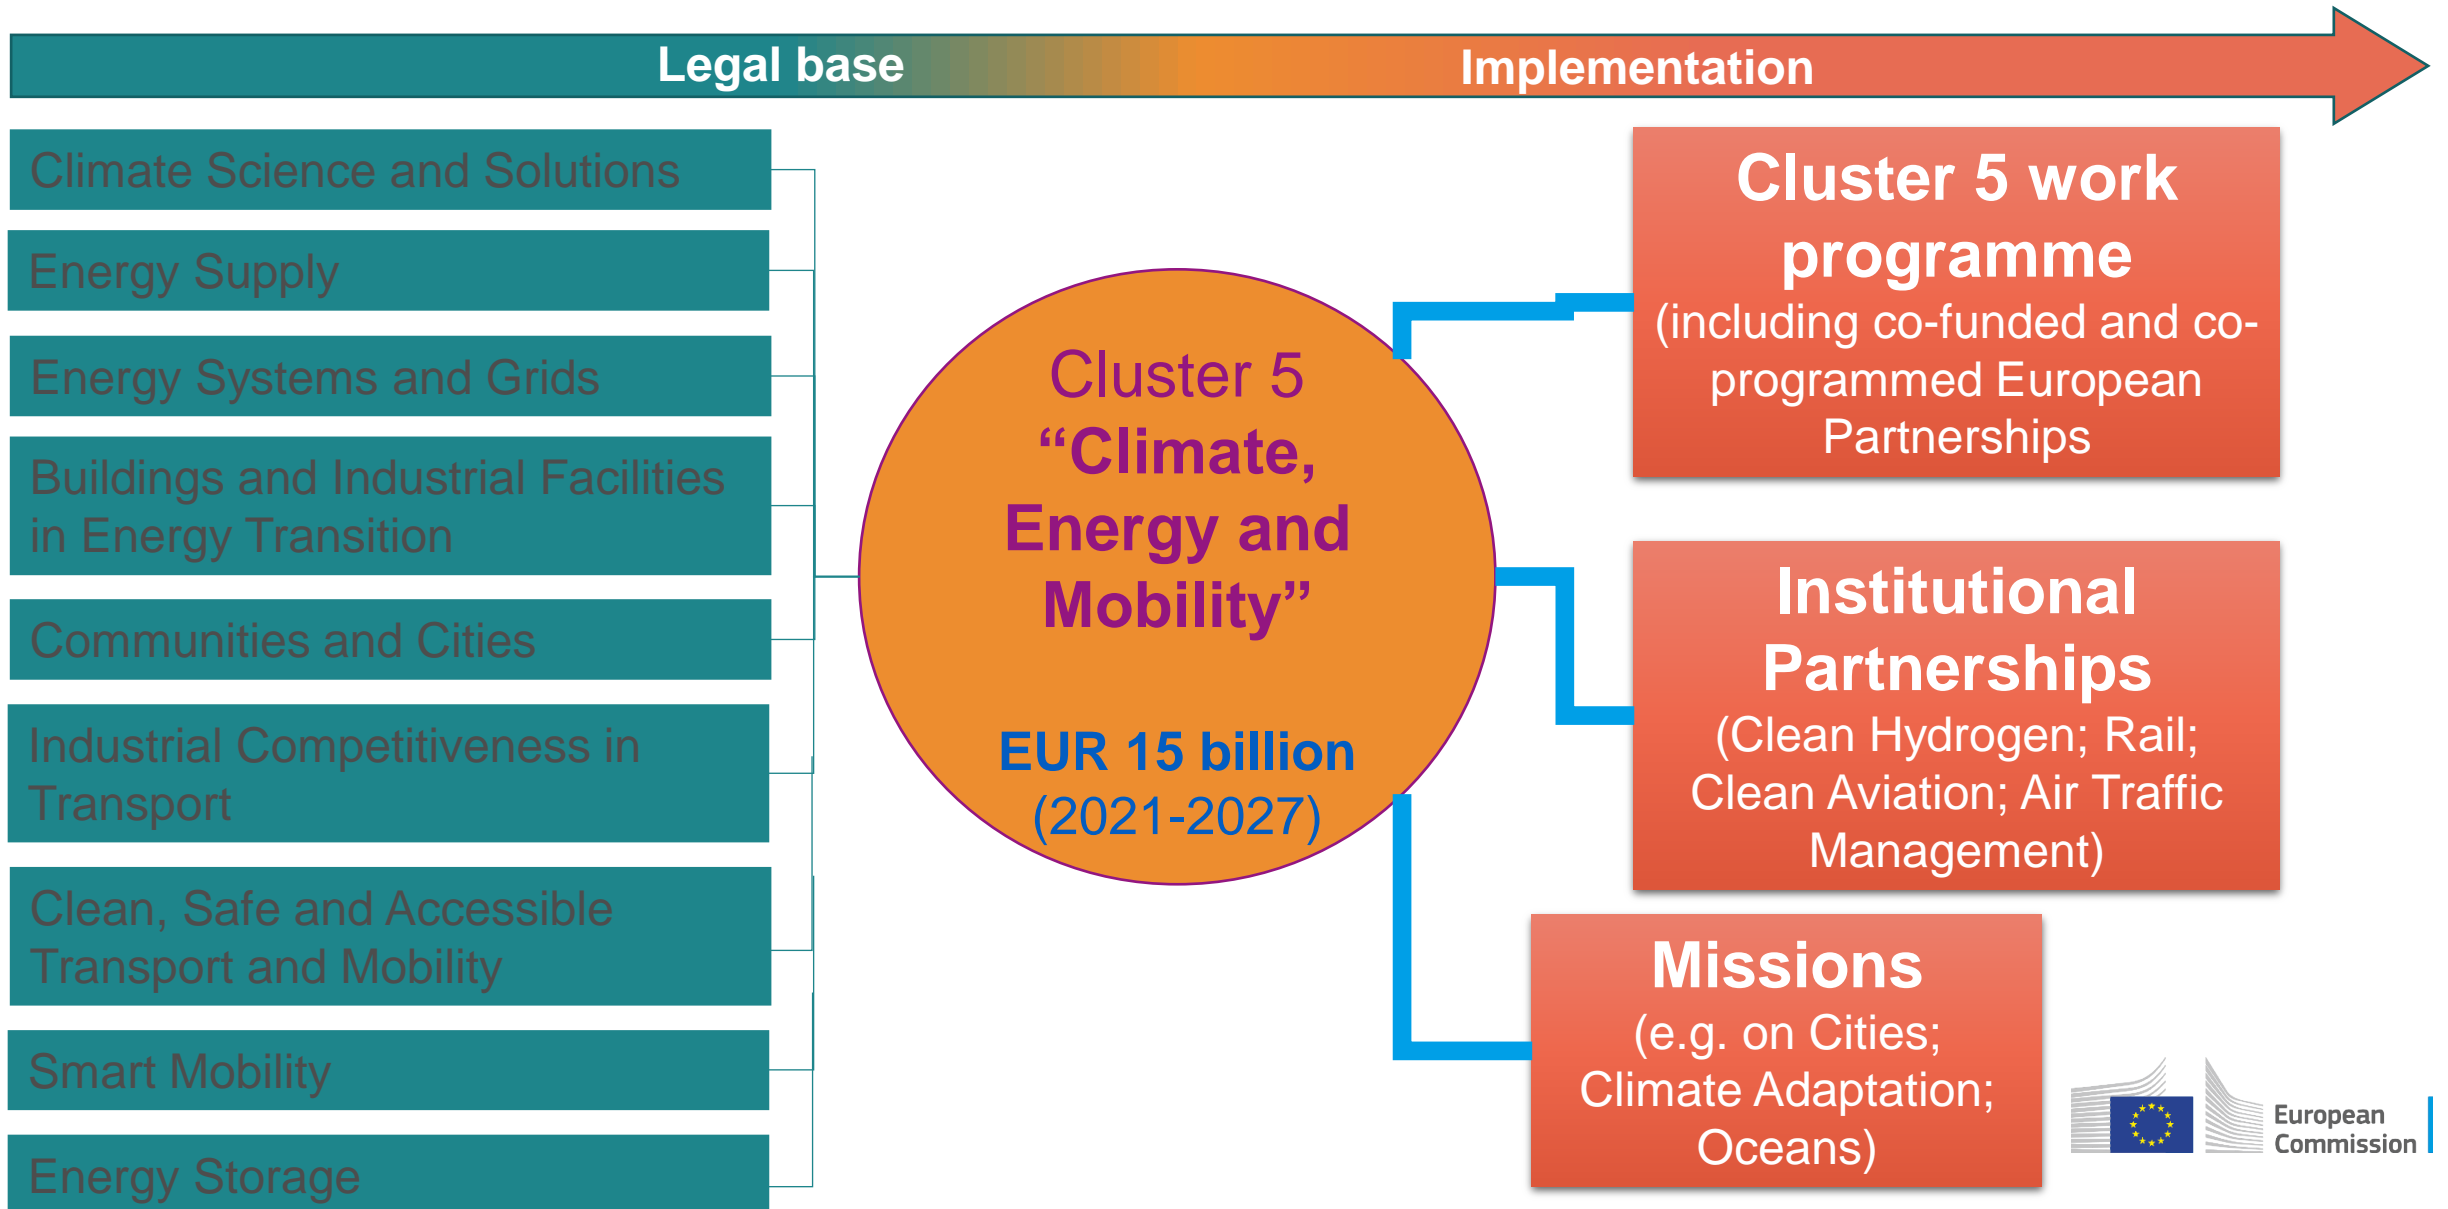 Legal base
Implementation
Climate Science and Solutions
Energy Supply
Energy Systems and Grids
Buildings and Industrial Facilities
in Energy Transition
Communities and Cities
Industrial Competitiveness in
Transport
Clean, Safe and Accessible
Transport and Mobility
Smart Mobility
Energy Storage
Cluster 5
“Climate,
Energy and
Mobility”
EUR 15 billion
(2021-2027)
Cluster 5 work
programme
(including co-funded and co-
programmed European
Partnerships
Institutional
Partnerships
(Clean Hydrogen; Rail;
Clean Aviation; Air Traffic
Management)
Missions
(e.g. on Cities;
Climate Adaptation;
Oceans)
European
Commission